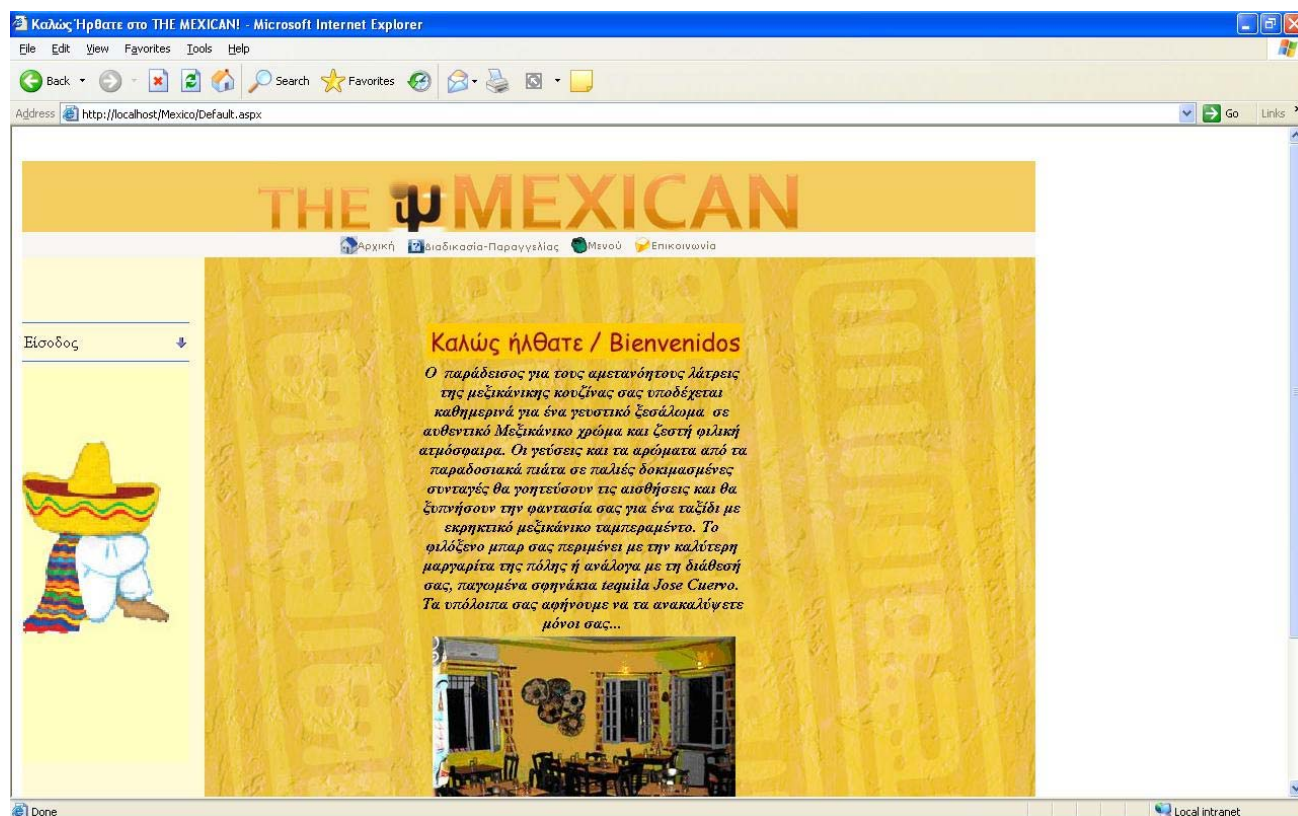 Καλώς Ήρθατε στο THE MEXICAN! - Microsoft Internet Explorer
File Edit View Favorites Tools Help
Back Search Favorites
Address http://localhost/Mexico/Default.aspx Go Links
THE MEXICAN
Αρχική Διαδικασία-Παραγγελίας Μενού Επικοινωνία
Είσοδος
Καλώς ήλθατε / Bienvenidos
Ο παράδεισος για τους αμετανόητους λάτρεις
της μεξικάνικης κουζίνας σας υποδέχεται
καθημερινά για ένα γευστικό ξεσάλωμα σε
αυθεντικό Μεξικάνικο χρώμα και ζεστή φιλική
ατμόσφαιρα. Οι γεύσεις και τα αρώματα από τα
παραδοσιακά πιάτα σε παλιές δοκιμασμένες
συνταγές θα γοητεύσουν τις αισθήσεις και θα
ξυπνήσουν την φαντασία σας για ένα ταξίδι με
εκρηκτικό μεξικάνικο ταμπεραμέντο. Το
φιλόξενο μπαρ σας περιμένει με την καλύτερη
μαργαρίτα της πόλης ή ανάλογα με τη διάθεσή
σας, παγωμένα σφηνάκια tequila Jose Cuervo.
Τα υπόλοιπα σας αφήνουμε να τα ανακαλύψετε
μόνοι σας...
Done Local intranet